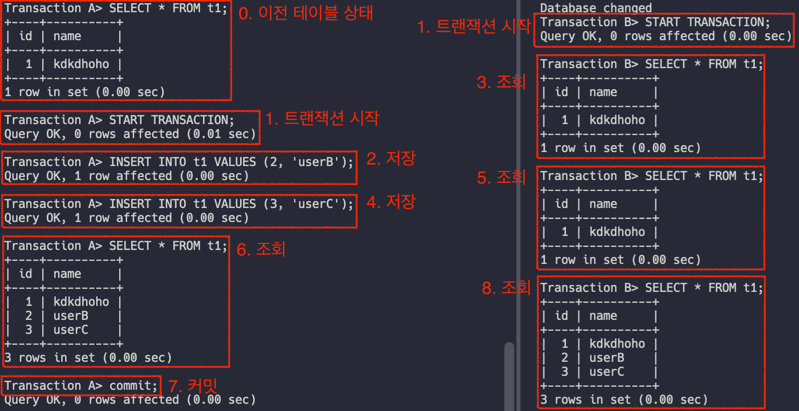 Transaction A> SELECT * FROM t1;
+----+----------+
| id | name     |
+----+----------+
|  1 | kdkdhoho |
+----+----------+
1 row in set (0.00 sec)
0. 이전 테이블 상태
Transaction A> START TRANSACTION;
Query OK, 0 rows affected (0.01 sec)
1. 트랜잭션 시작
Transaction A> INSERT INTO t1 VALUES (2, 'userB');
Query OK, 1 row affected (0.00 sec)
2. 저장
Transaction A> INSERT INTO t1 VALUES (3, 'userC');
Query OK, 1 row affected (0.00 sec)
4. 저장
Transaction A> SELECT * FROM t1;
+----+----------+
| id | name     |
+----+----------+
|  1 | kdkdhoho |
|  2 | userB    |
|  3 | userC    |
+----+----------+
3 rows in set (0.00 sec)
6. 조회
Transaction A> commit;
Query OK, 0 rows affected (0.00 sec)
7. 커밋
Database changed
1. 트랜잭션 시작
Transaction B> START TRANSACTION;
Query OK, 0 rows affected (0.00 sec)
3. 조회
Transaction B> SELECT * FROM t1;
+----+----------+
| id | name     |
+----+----------+
|  1 | kdkdhoho |
+----+----------+
1 row in set (0.00 sec)
5. 조회
Transaction B> SELECT * FROM t1;
+----+----------+
| id | name     |
+----+----------+
|  1 | kdkdhoho |
+----+----------+
1 row in set (0.00 sec)
8. 조회
Transaction B> SELECT * FROM t1;
+----+----------+
| id | name     |
+----+----------+
|  1 | kdkdhoho |
|  2 | userB    |
|  3 | userC    |
+----+----------+
3 rows in set (0.00 sec)